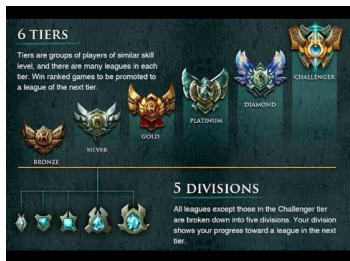 6 TIERS
Tiers are groups of players of similar skill
level, and there are many leagues in each
tier. Win ranked games to be promoted to
a league of the next tier.
CHALLENGER
DIAMOND
PLATINUM
GOLD
SILVER
BRONZE
5 DIVISIONS
All leagues except those in the Challenger tier
are broken down into five divisions. Your division
shows your progress toward a league in the next
tier.